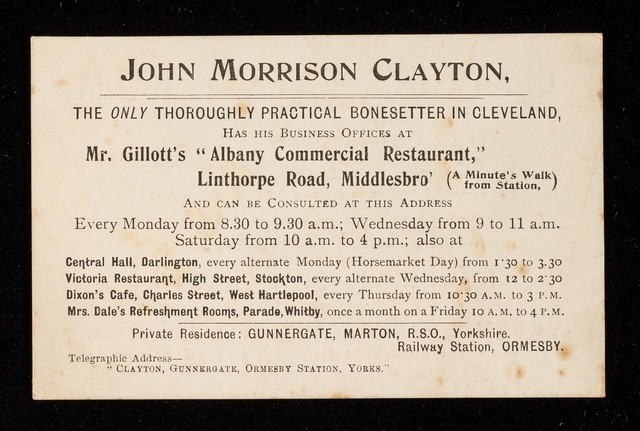 JOHN MORRISON CLAYTON,
THE ONLY THOROUGHLY PRACTICAL BONESETTER IN CLEVELAND,
HAS HIS BUSINESS OFFICES AT
Mr. Gillott's "Albany Commercial Restaurant,"
Linthorpe Road, Middlesbro' (A Minute's Walk from Station,)
AND CAN BE CONSULTED AT THIS ADDRESS
Every Monday from 8.30 to 9.30 a.m.; Wednesday from 9 to 11 a.m.
Saturday from 10 a.m. to 4 p.m.; also at
Central Hall, Darlington, every alternate Monday (Horsemarket Day) from 1·30 to 3.30
Victoria Restaurant, High Street, Stockton, every alternate Wednesday, from 12 to 2·30
Dixon's Cafe, Charles Street, West Hartlepool, every Thursday from 10·30 A.M. to 3 P.M.
Mrs. Dale's Refreshment Rooms, Parade, Whitby, once a month on a Friday 10 A.M. to 4 P.M.
Private Residence: GUNNERGATE, MARTON, R.S.O., Yorkshire.
Railway Station, ORMESBY.
Telegraphic Address—
"CLAYTON, GUNNERGATE, ORMESBY STATION, YORKS."